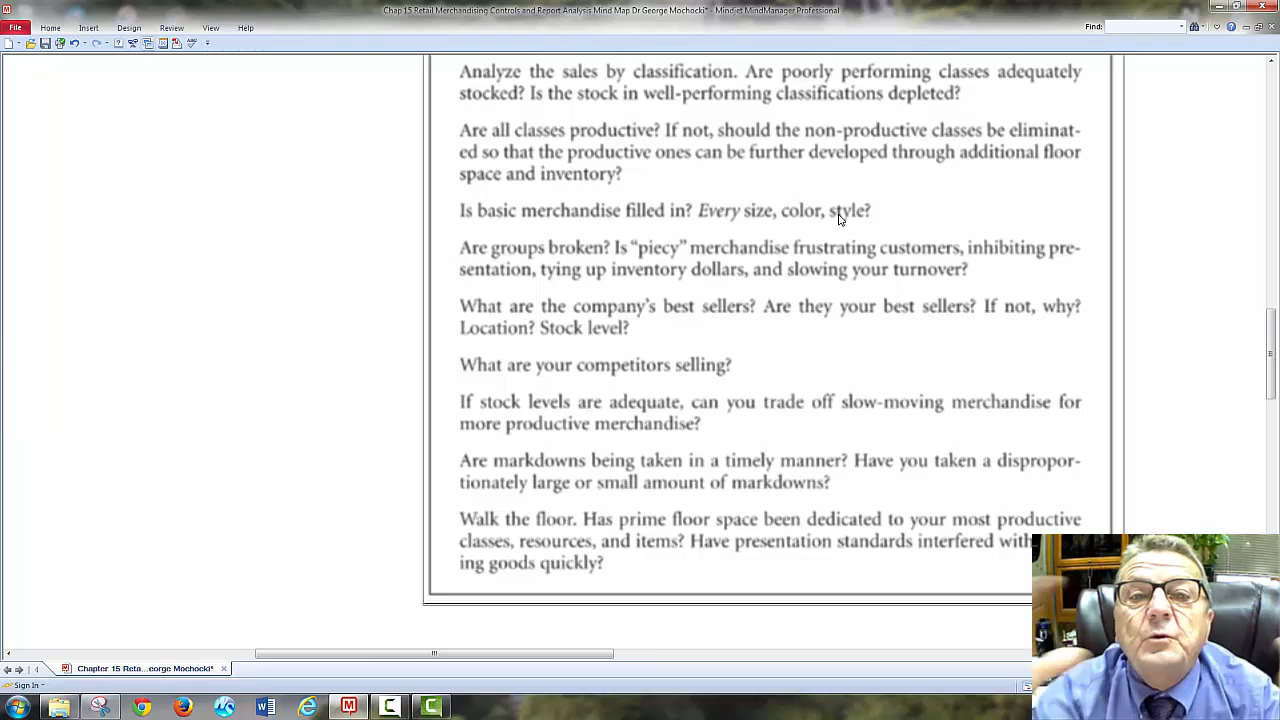 Chap 15 Retail Merchandising Controls and Report Analysis Mind Map Dr George Mochocki* - Mindjet MindManager Professional
File Home Insert Design Review View Help Find:
Analyze the sales by classification. Are poorly performing classes adequately
stocked? Is the stock in well-performing classifications depleted?
Are all classes productive? If not, should the non-productive classes be eliminat-
ed so that the productive ones can be further developed through additional floor
space and inventory?
Is basic merchandise filled in? Every size, color, style?
Are groups broken? Is “piecy” merchandise frustrating customers, inhibiting pre-
sentation, tying up inventory dollars, and slowing your turnover?
What are the company’s best sellers? Are they your best sellers? If not, why?
Location? Stock level?
What are your competitors selling?
If stock levels are adequate, can you trade off slow-moving merchandise for
more productive merchandise?
Are markdowns being taken in a timely manner? Have you taken a dispropor-
tionately large or small amount of markdowns?
Walk the floor. Has prime floor space been dedicated to your most productive
classes, resources, and items? Have presentation standards interfered with
ing goods quickly?
Chapter 15 Reta...eorge Mochocki*
Sign In